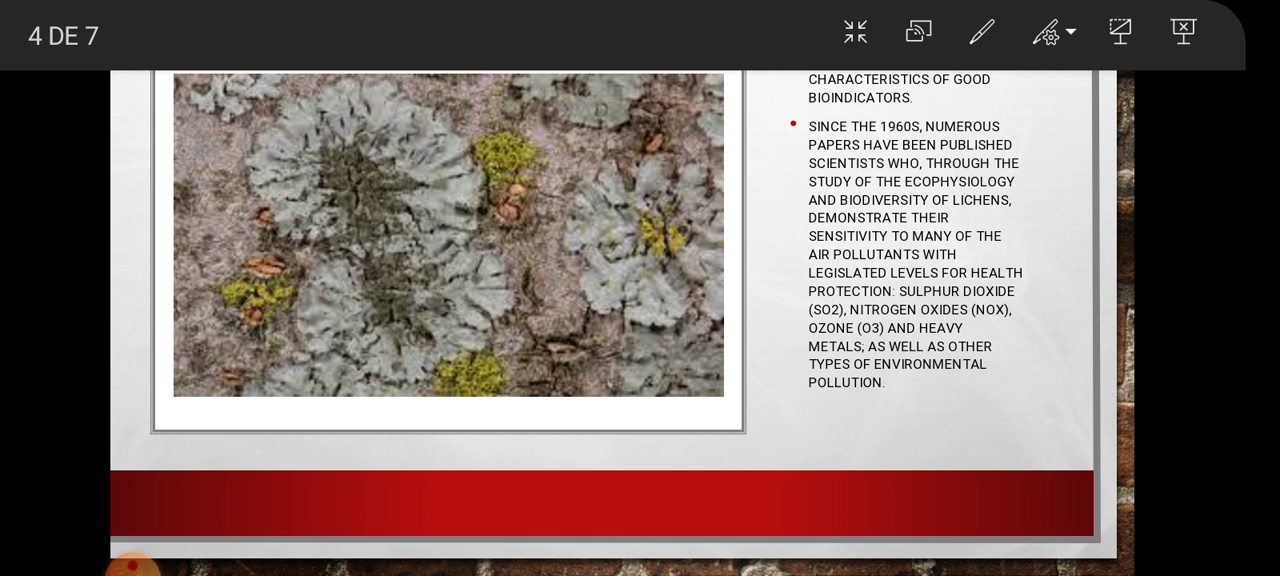 4 DE 7
CHARACTERISTICS OF GOOD
BIOINDICATORS.
• SINCE THE 1960S, NUMEROUS
PAPERS HAVE BEEN PUBLISHED
SCIENTISTS WHO, THROUGH THE
STUDY OF THE ECOPHYSIOLOGY
AND BIODIVERSITY OF LICHENS,
DEMONSTRATE THEIR
SENSITIVITY TO MANY OF THE
AIR POLLUTANTS WITH
LEGISLATED LEVELS FOR HEALTH
PROTECTION: SULPHUR DIOXIDE
(SO2), NITROGEN OXIDES (NOX),
OZONE (O3) AND HEAVY
METALS; AS WELL AS OTHER
TYPES OF ENVIRONMENTAL
POLLUTION.